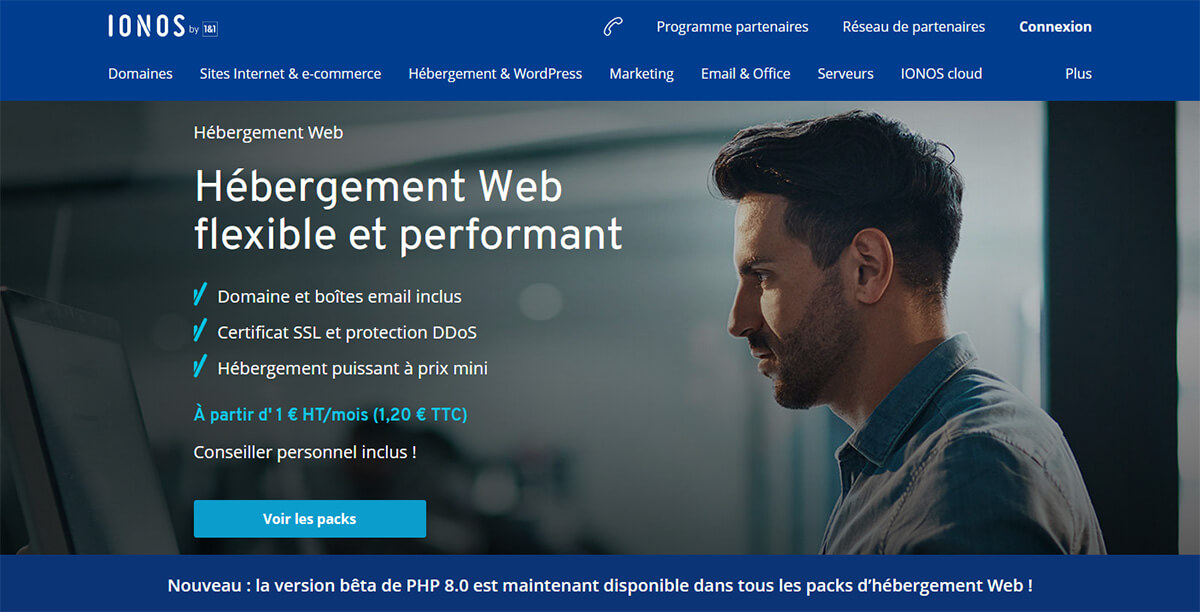 IONOS by 1&1
Programme partenaires
Réseau de partenaires
Connexion
Domaines
Sites Internet & e-commerce
Hébergement & WordPress
Marketing
Email & Office
Serveurs
IONOS cloud
Plus
Hébergement Web
Hébergement Web
flexible et performant
Domaine et boîtes email inclus
Certificat SSL et protection DDoS
Hébergement puissant à prix mini
À partir d' 1 € HT/mois (1,20 € TTC)
Conseiller personnel inclus !
Voir les packs
Nouveau : la version bêta de PHP 8.0 est maintenant disponible dans tous les packs d’hébergement Web !